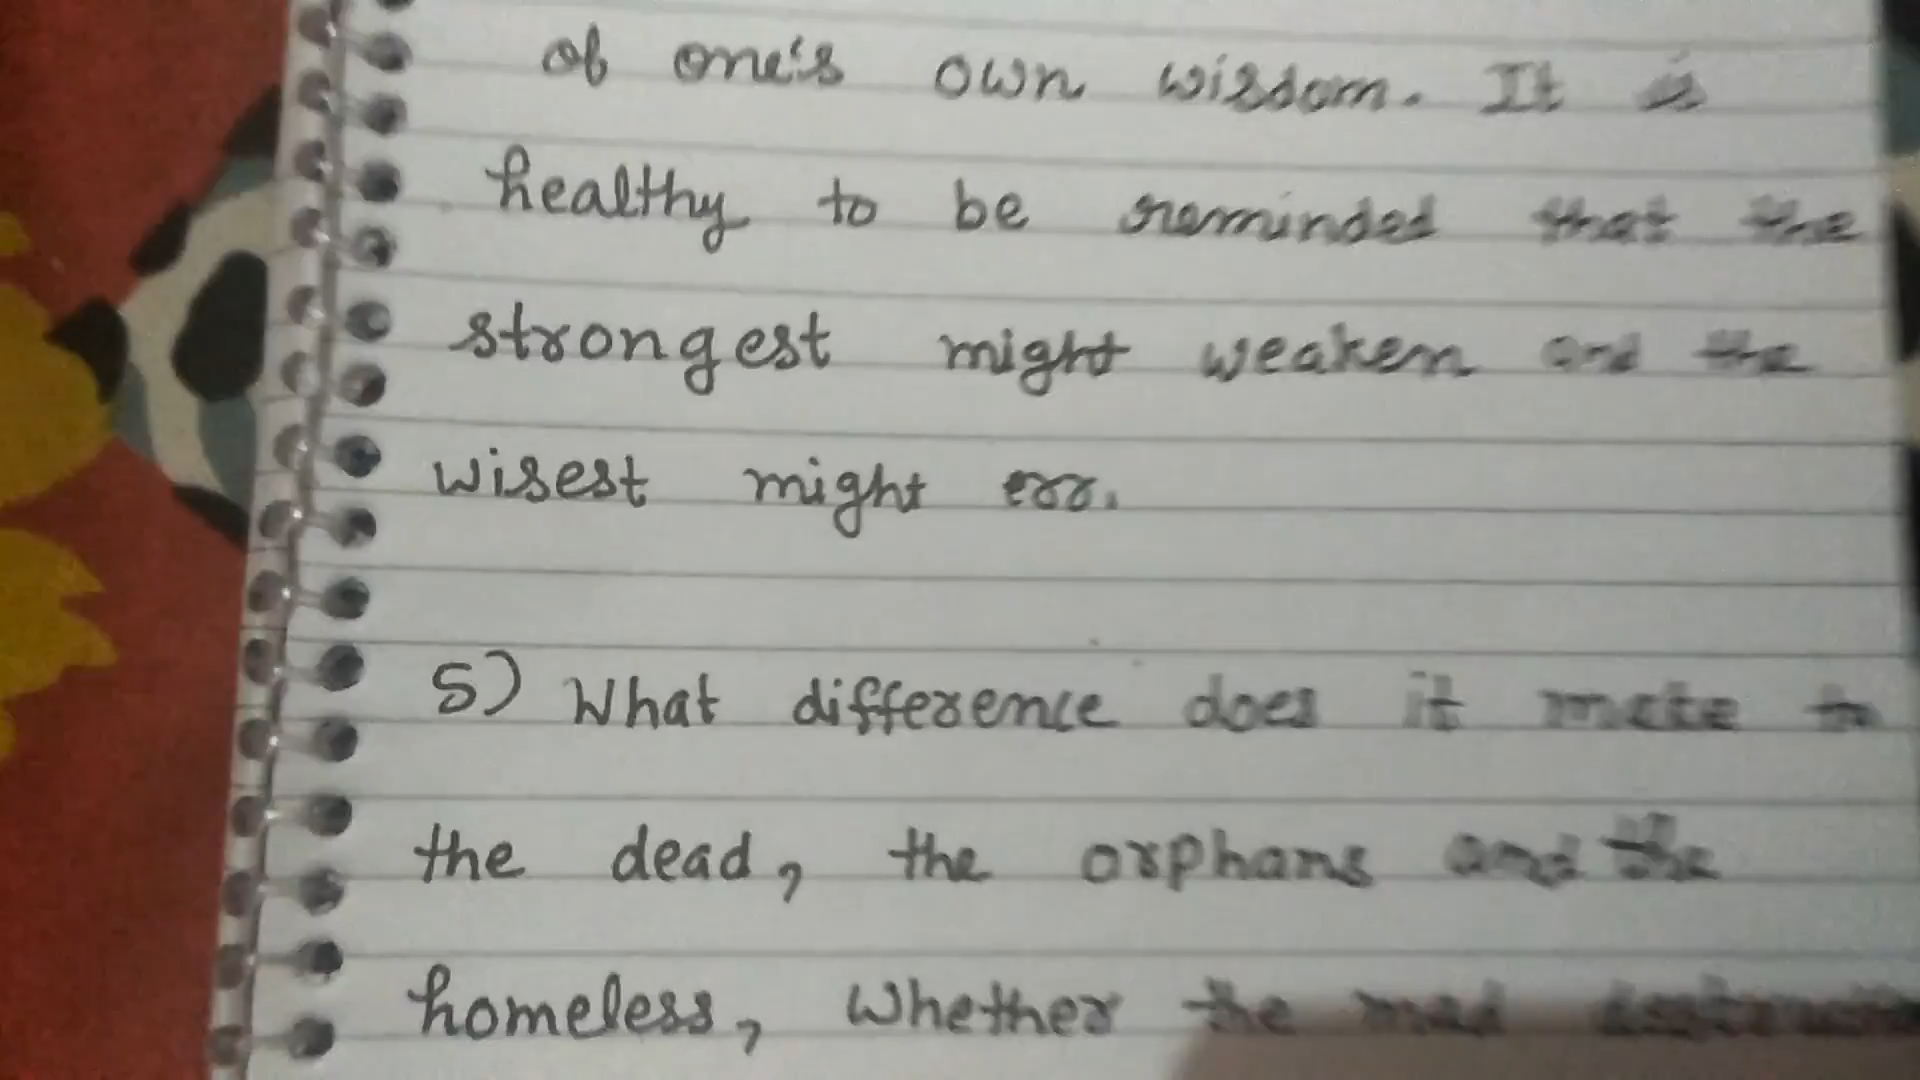 of one's own wisdom. It is
healthy to be reminded that the
strongest might weaken and the
wisest might err.
5) What difference does it make to
the dead, the orphans and the
homeless, whether the mad